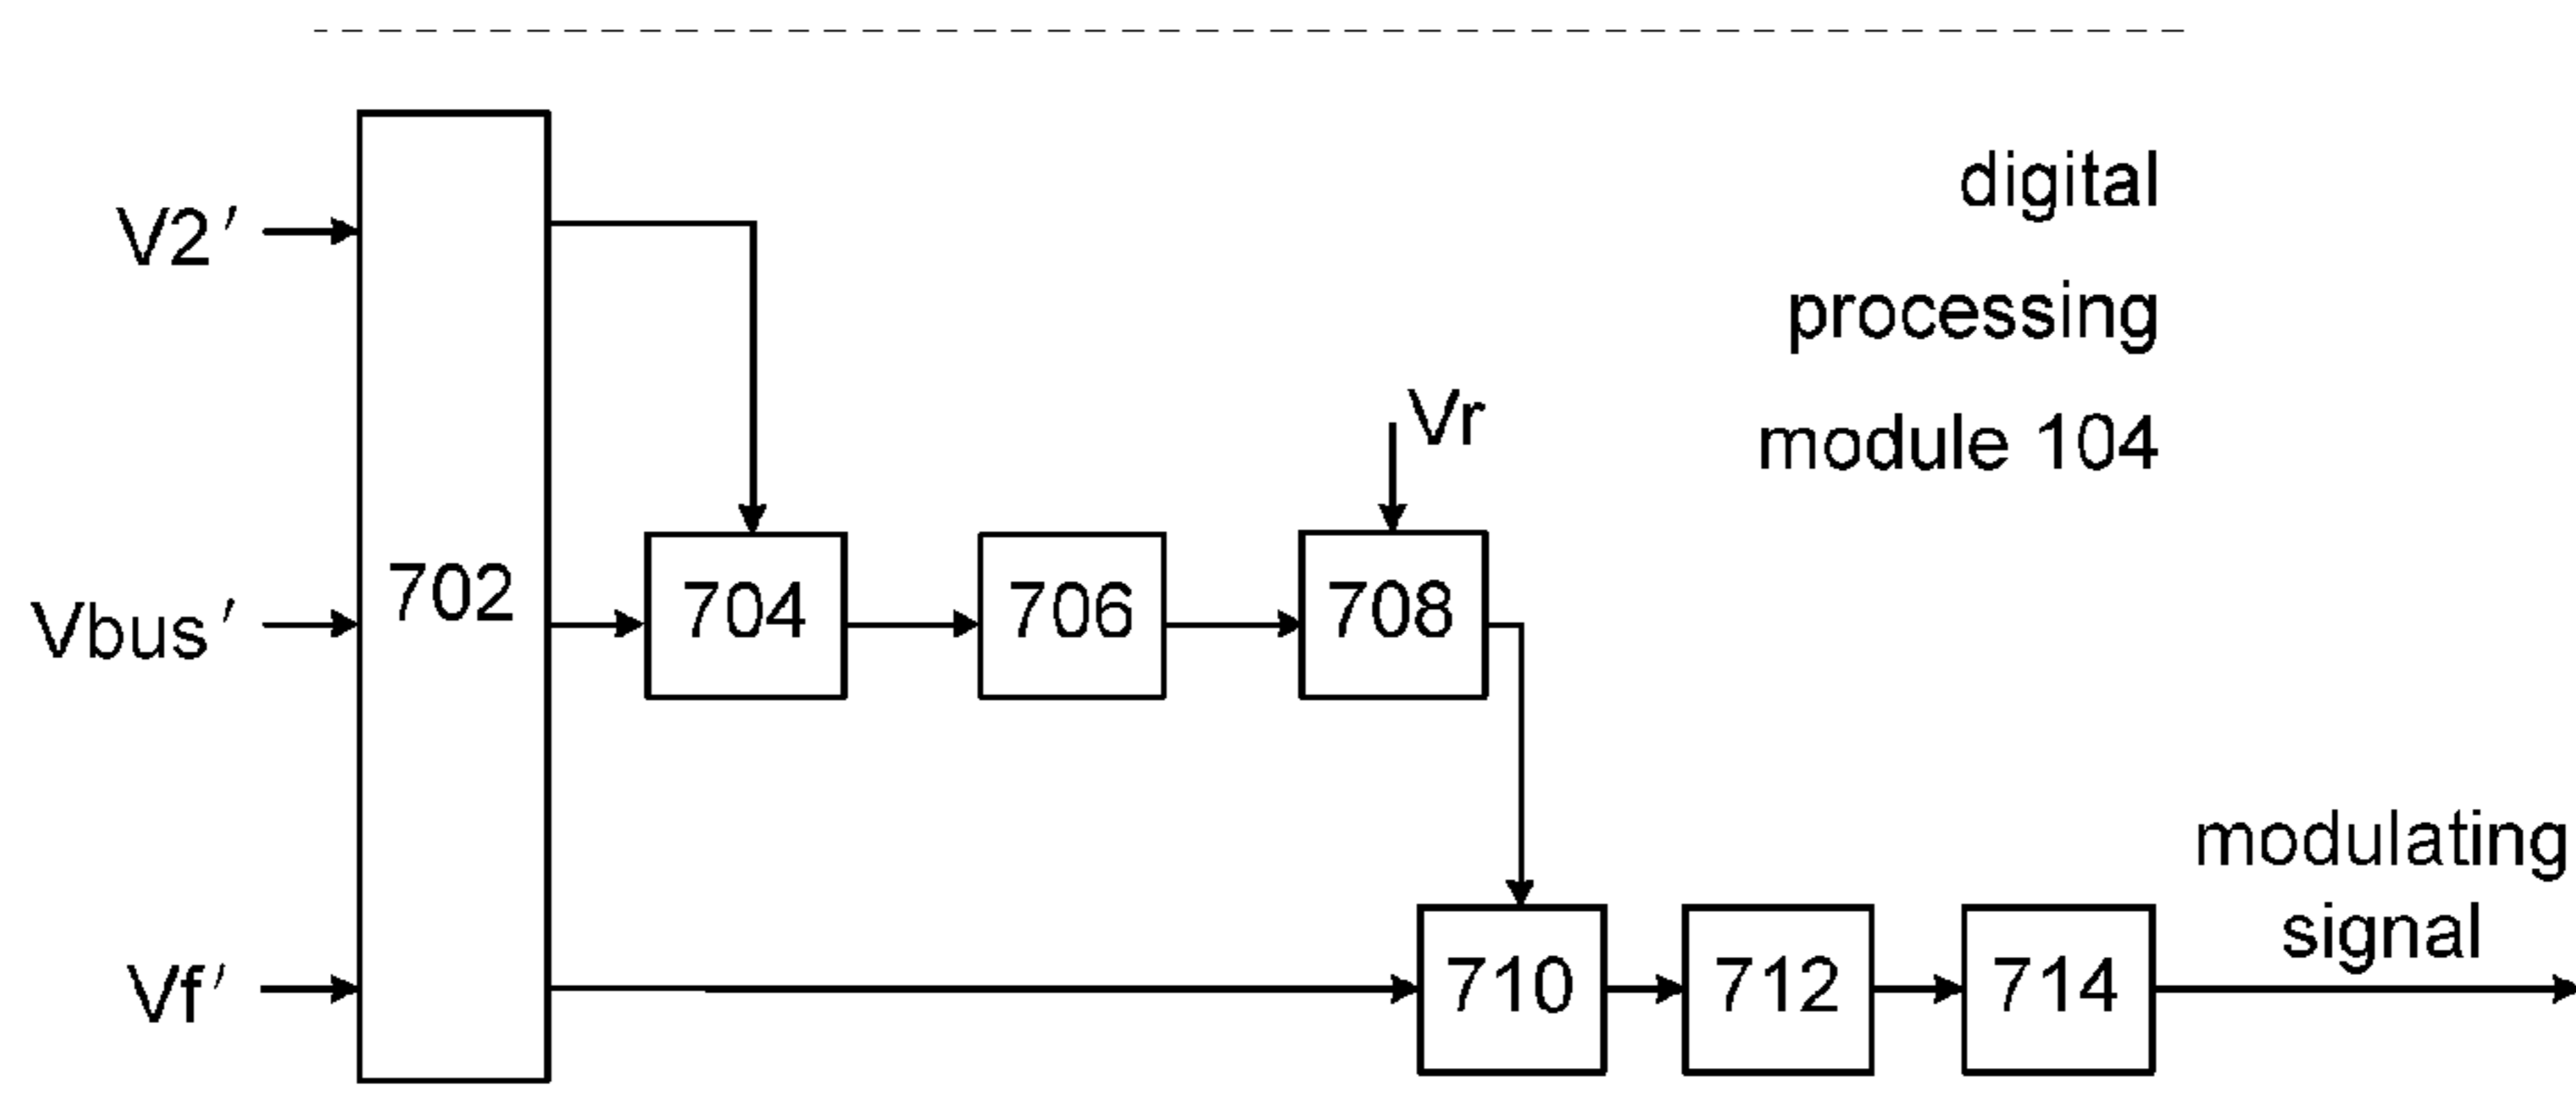 digital
processing
module 104
V2′
Vr
702
704
706
708
Vbus′
modulating
signal
Vf′
710
712
714